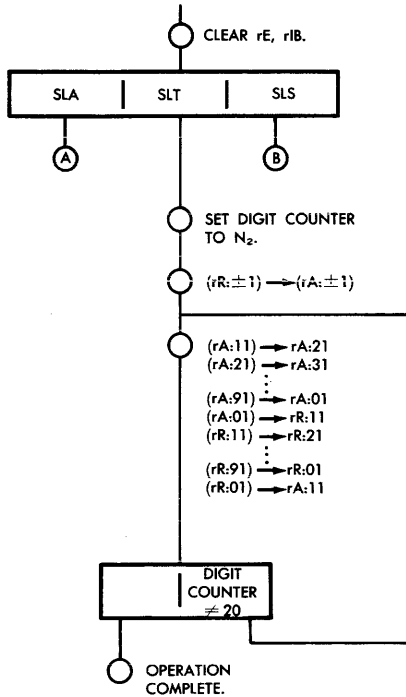 CLEAR rE, rIB.
SLA SLT SLS
A B
SET DIGIT COUNTER
TO N₂.
(rR:±1) → (rA:±1)
(rA:11) → rA:21
(rA:21) → rA:31
(rA:91) → rA:01
(rA:01) → rR:11
(rR:11) → rR:21
(rR:91) → rR:01
(rR:01) → rA:11
DIGIT
COUNTER
≠ 20
OPERATION
COMPLETE.